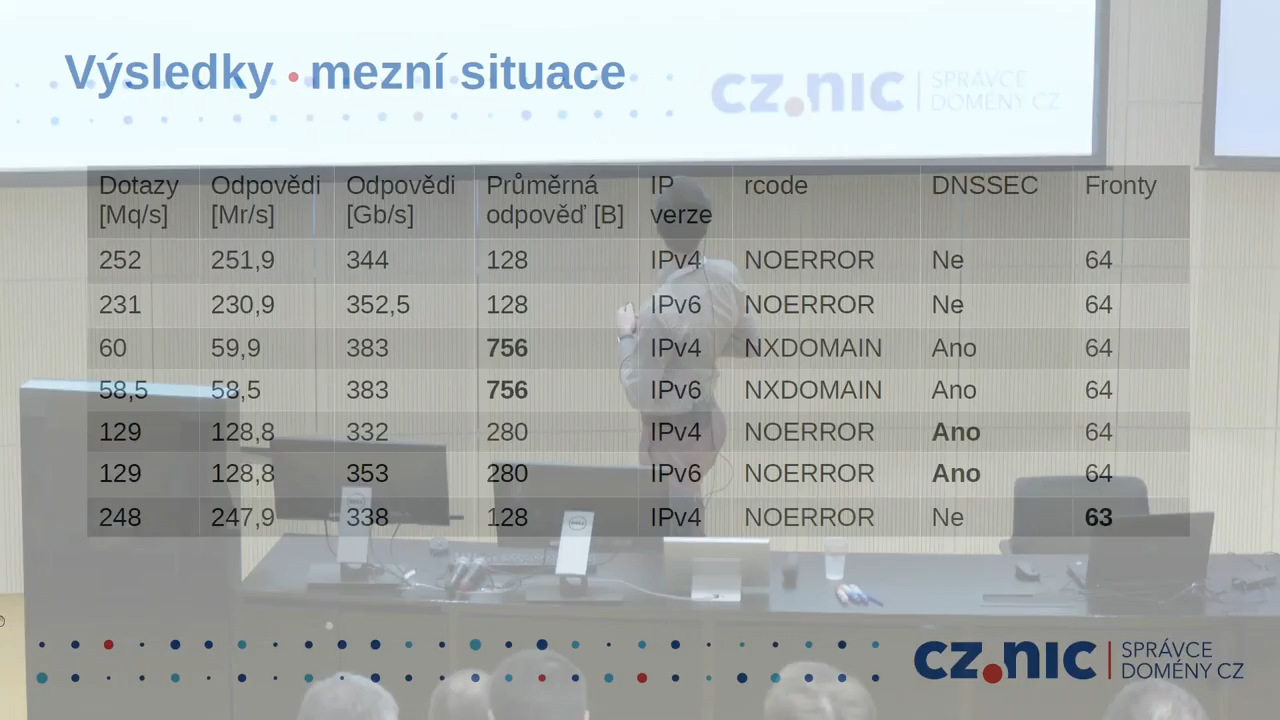 Výsledky • mezní situace
CZ.NIC | SPRÁVCE
DOMÉNY CZ
Dotazy [Mq/s] Odpovědi [Mr/s] Odpovědi [Gb/s] Průměrná odpověď [B] IP verze rcode DNSSEC Fronty
252 251,9 344 128 IPv4 NOERROR Ne 64
231 230,9 352,5 128 IPv6 NOERROR Ne 64
60 59,9 383 756 IPv4 NXDOMAIN Ano 64
58,5 58,5 383 756 IPv6 NXDOMAIN Ano 64
129 128,8 332 280 IPv4 NOERROR Ano 64
129 128,8 353 280 IPv6 NOERROR Ano 64
248 247,9 338 128 IPv4 NOERROR Ne 63
CZ.NIC | SPRÁVCE
DOMÉNY CZ